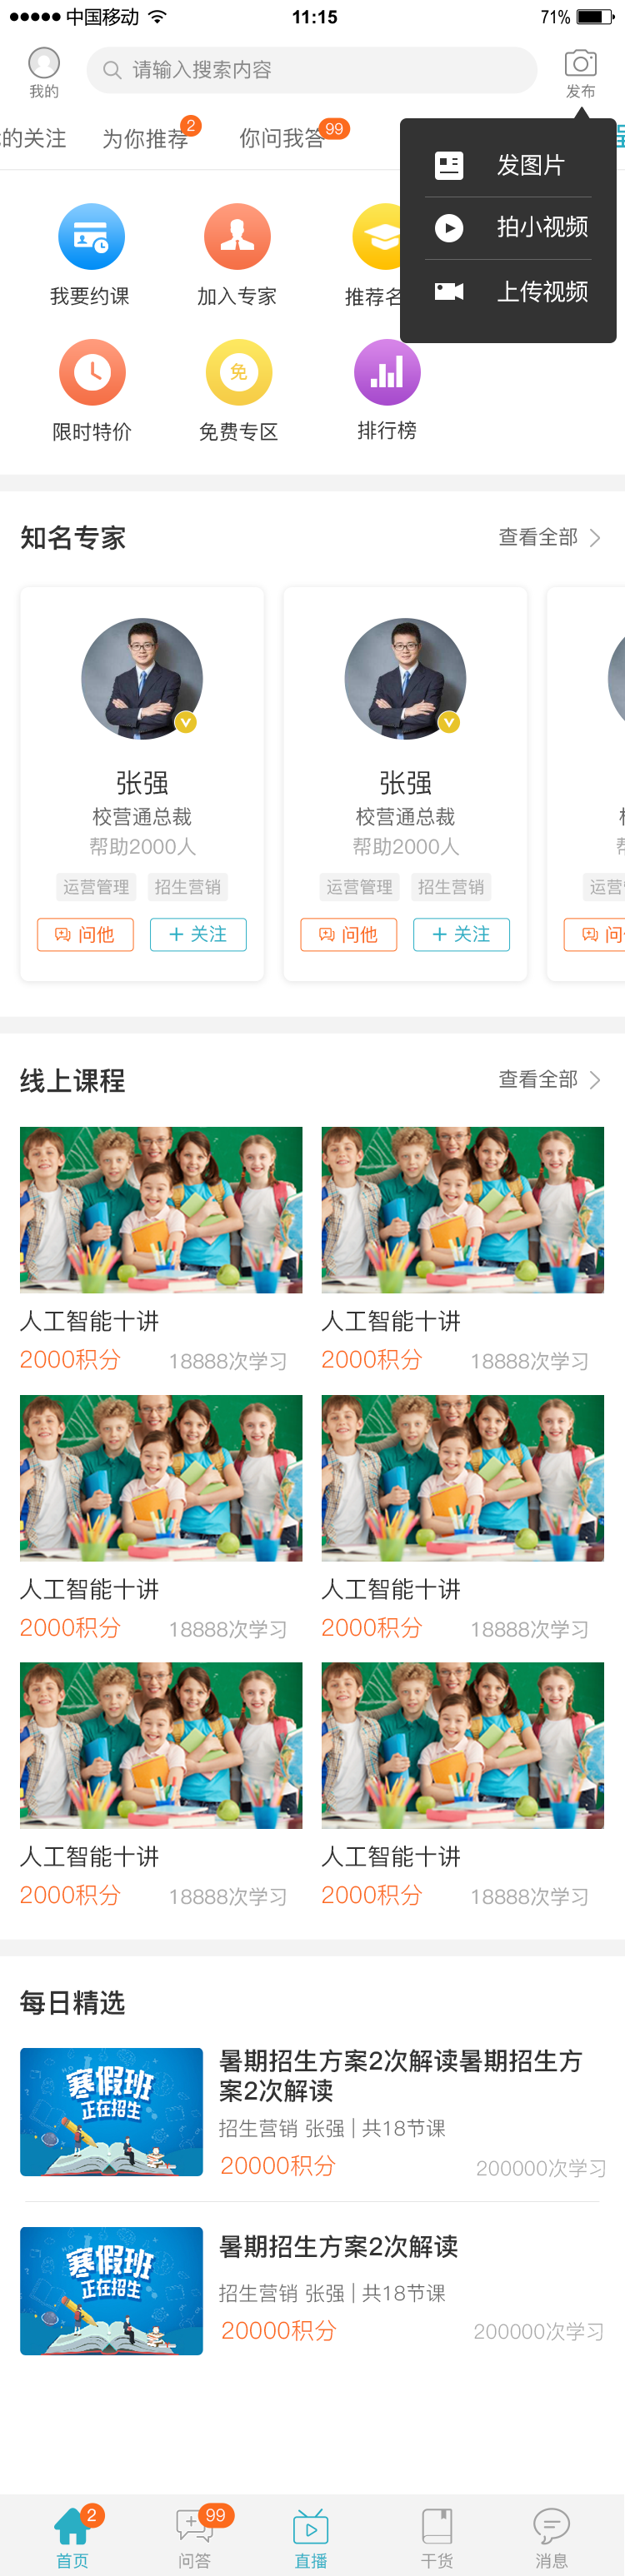 中国移动 11:15 71%
我的 请输入搜索内容 发布
的关注 为你推荐 2 你问我答 99
发图片
拍小视频
上传视频
我要约课 加入专家 推荐名
免
限时特价 免费专区 排行榜
知名专家 查看全部
张强 张强
校营通总裁 校营通总裁
帮助2000人 帮助2000人
运营管理 招生营销 运营管理 招生营销 运营
问他 + 关注 问他 + 关注 问
线上课程 查看全部
人工智能十讲 人工智能十讲
2000积分 18888次学习 2000积分 18888次学习
人工智能十讲 人工智能十讲
2000积分 18888次学习 2000积分 18888次学习
人工智能十讲 人工智能十讲
2000积分 18888次学习 2000积分 18888次学习
每日精选
寒假班
正在招生
暑期招生方案2次解读暑期招生方
案2次解读
招生营销 张强 | 共18节课
20000积分 200000次学习
寒假班
正在招生
暑期招生方案2次解读
招生营销 张强 | 共18节课
20000积分 200000次学习
2 99
首页 问答 直播 干货 消息